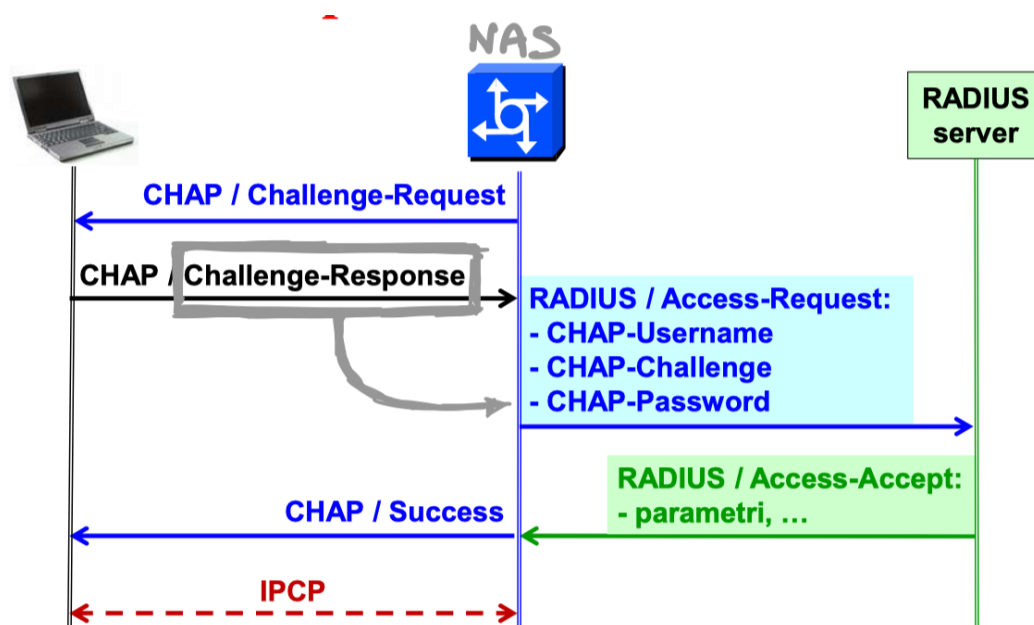 NAS
RADIUS
server
CHAP / Challenge-Request
CHAP / Challenge-Response
RADIUS / Access-Request:
- CHAP-Username
- CHAP-Challenge
- CHAP-Password
RADIUS / Access-Accept:
- parametri, ...
CHAP / Success
IPCP